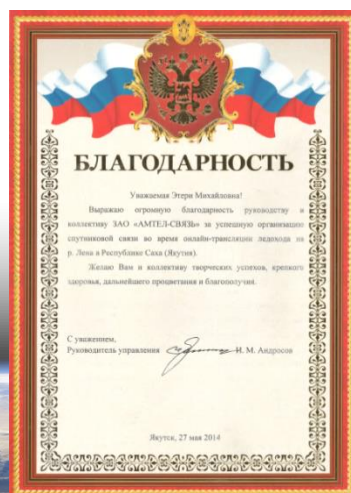 БЛАГОДАРНОСТЬ
Уважаемая Этери Михайловна!
Выражаю огромную благодарность руководству и
коллективу ЗАО «АМТЕЛ-СВЯЗЬ» за успешную организацию
спутниковой связи во время онлайн-трансляции ледохода на
р. Лена в Республике Саха (Якутия).
Желаю Вам и коллективу творческих успехов, крепкого
здоровья, дальнейшего процветания и благополучия.
С уважением,
Руководитель управления Н. М. Андросов
Якутск, 27 мая 2014